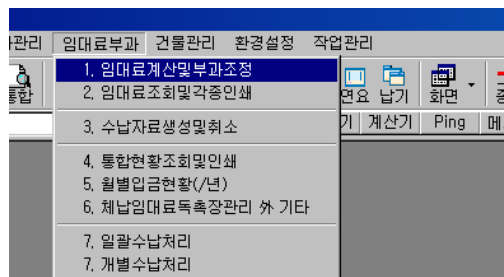 관리 임대료부과 건물관리 환경설정 작업관리
1. 임대료계산및부과조정
2. 임대료조회및각종인쇄
3. 수납자료생성및취소
4. 통합현황조회및인쇄
5. 월별입금현황(/년)
6. 체납임대료독촉장관리 외 기타
7. 일괄수납처리
7. 개별수납처리
통합 연요 납기 화면
기 계산기 Ping 메